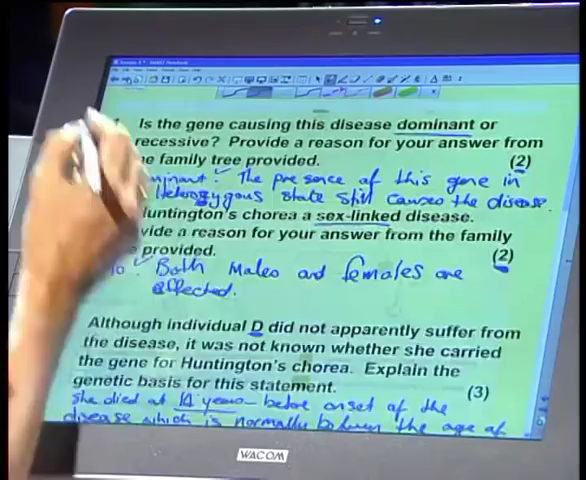 Is the gene causing this disease dominant or
recessive? Provide a reason for your answer from
family tree provided. (2)
The presence of this gene in
Heterozygous state still causes the disease.
Huntington's chorea a sex-linked disease.
a reason for your answer from the family
provided. (2)
Both Males and females are
affected.
Although individual D did not apparently suffer from
the disease, it was not known whether she carried
the gene for Huntington's chorea. Explain the
genetic basis for this statement. (3)
she died at 14 years before onset of the
disease which is normally between the age of
WACOM